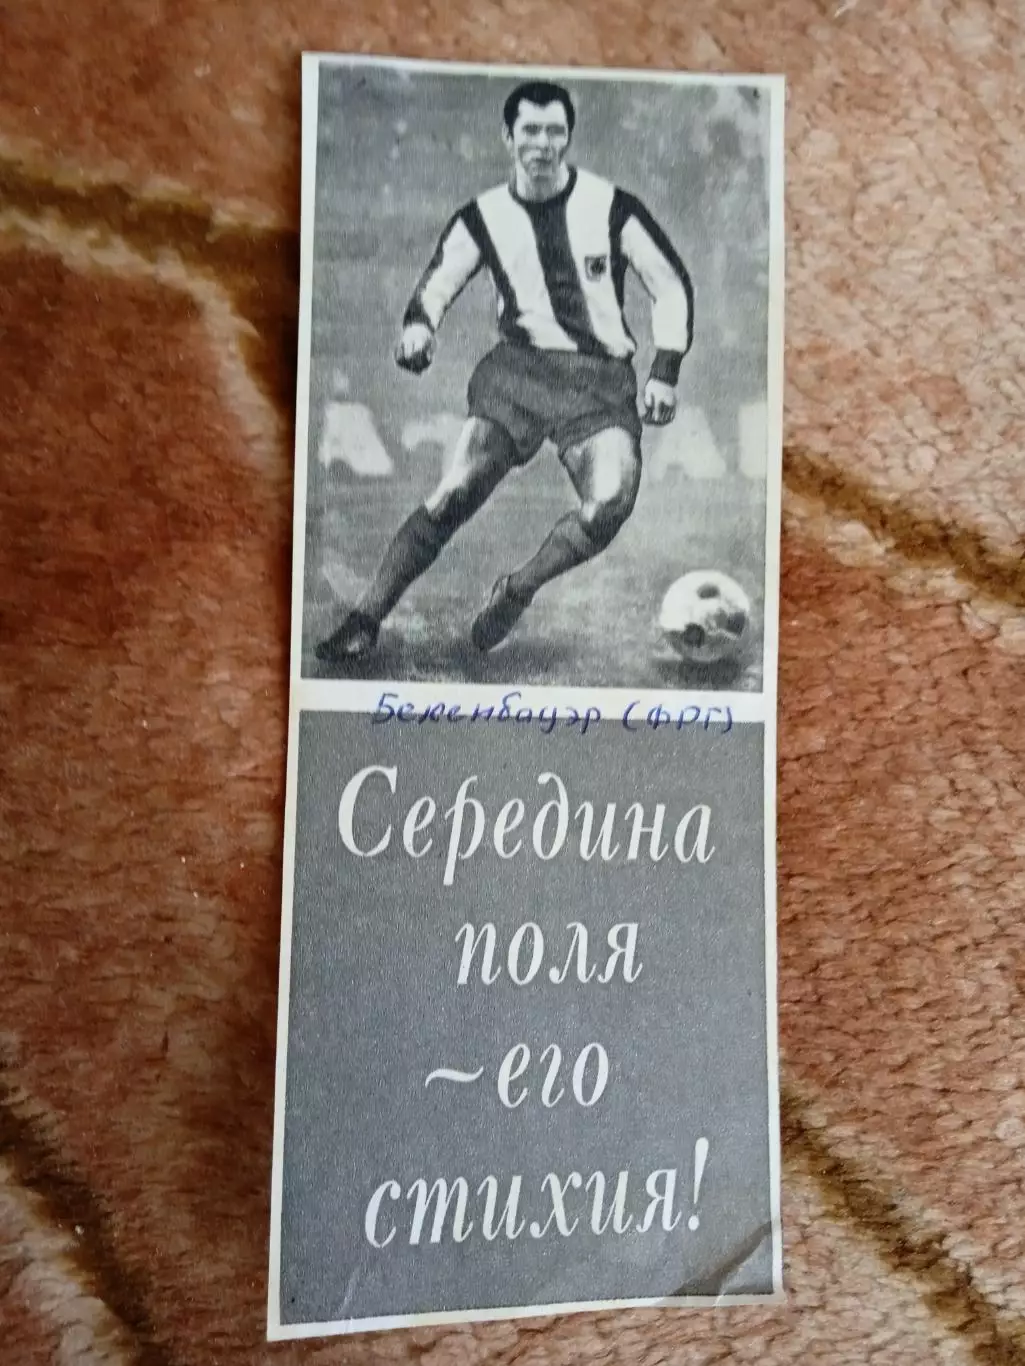 Бекенбауэр (ФРГ)
Середина
поля
~его
стихия!